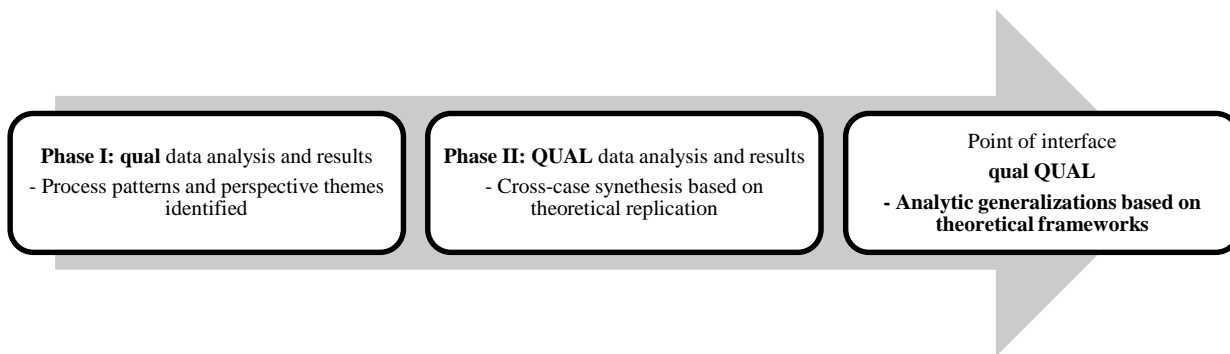 Phase I: qual data analysis and results
- Process patterns and perspective themes
identified
Phase II: QUAL data analysis and results
- Cross-case synethesis based on
theoretical replication
Point of interface
qual QUAL
- Analytic generalizations based on
theoretical frameworks